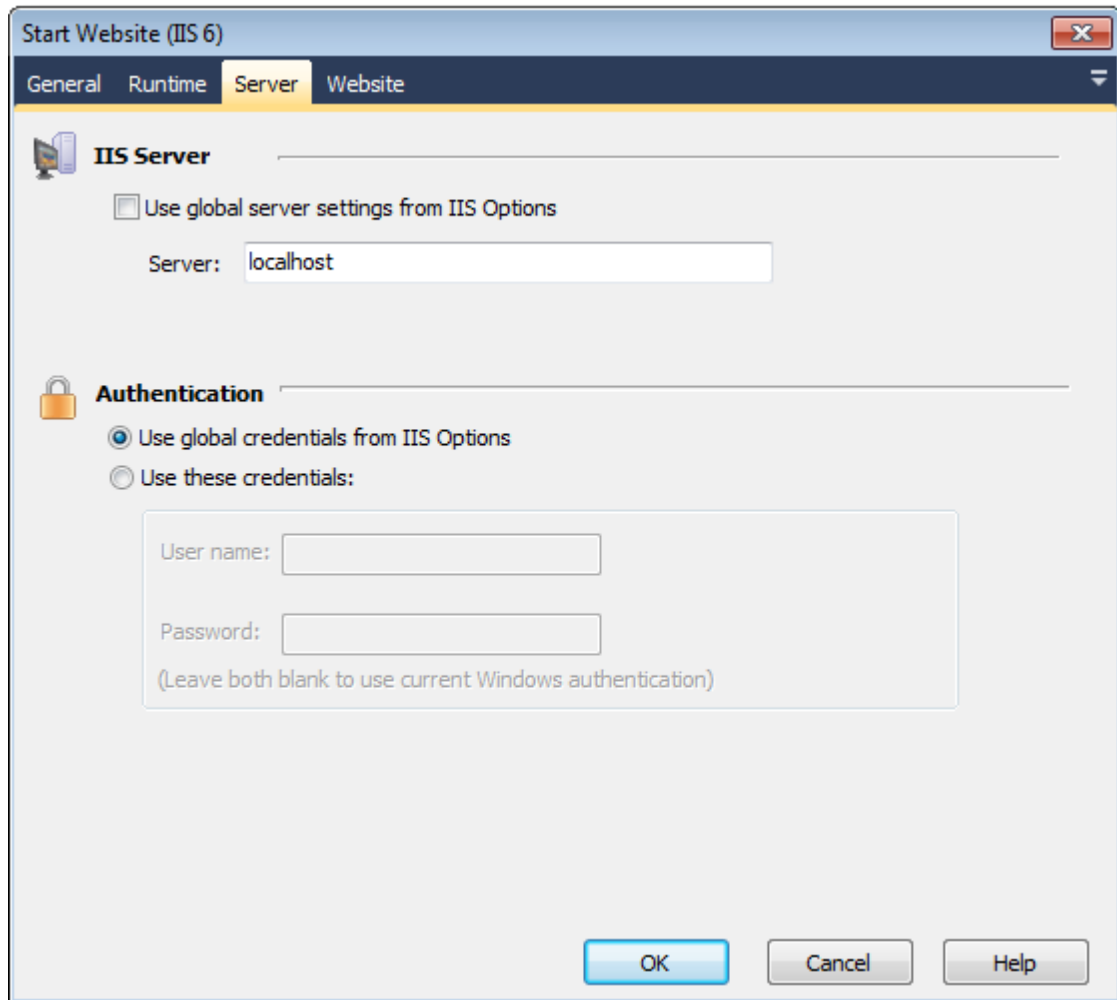 Start Website (IIS 6)
General Runtime Server Website
IIS Server
Use global server settings from IIS Options
Server: localhost
Authentication
Use global credentials from IIS Options
Use these credentials:
User name:
Password:
(Leave both blank to use current Windows authentication)
OK Cancel Help